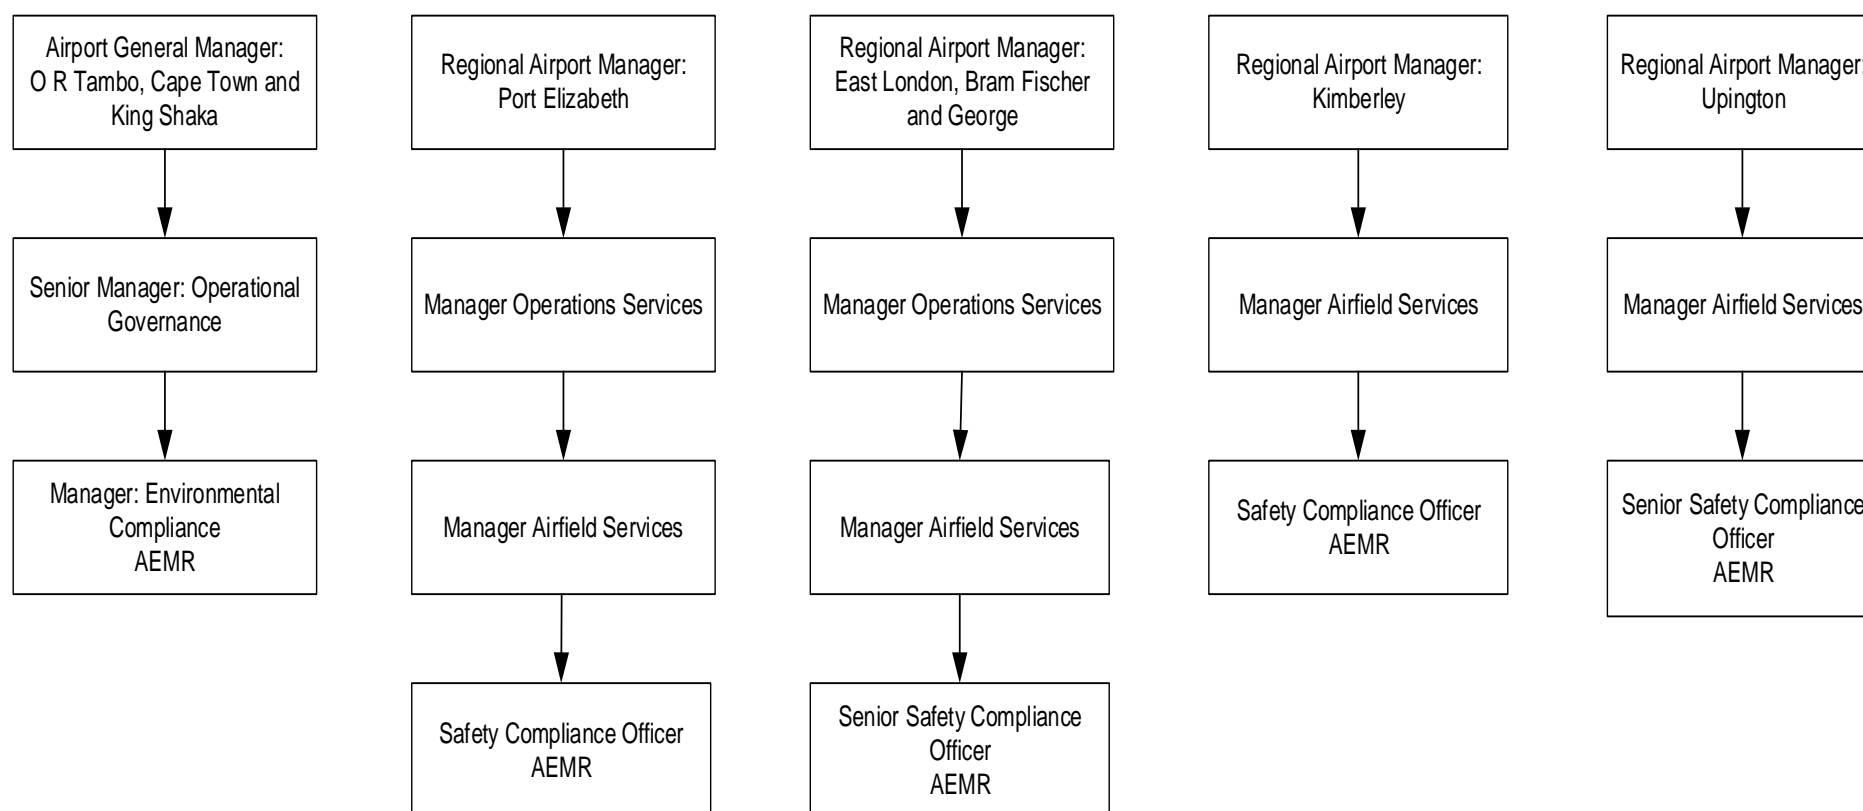 Airport General Manager:
O R Tambo, Cape Town and
King Shaka
Regional Airport Manager:
Port Elizabeth
Regional Airport Manager:
East London, Bram Fischer
and George
Regional Airport Manager:
Kimberley
Regional Airport Manager:
Upington
Senior Manager: Operational
Governance
Manager Operations Services
Manager Operations Services
Manager Airfield Services
Manager Airfield Services
Manager: Environmental
Compliance
AEMR
Manager Airfield Services
Manager Airfield Services
Safety Compliance Officer
AEMR
Senior Safety Compliance
Officer
AEMR
Safety Compliance Officer
AEMR
Senior Safety Compliance
Officer
AEMR